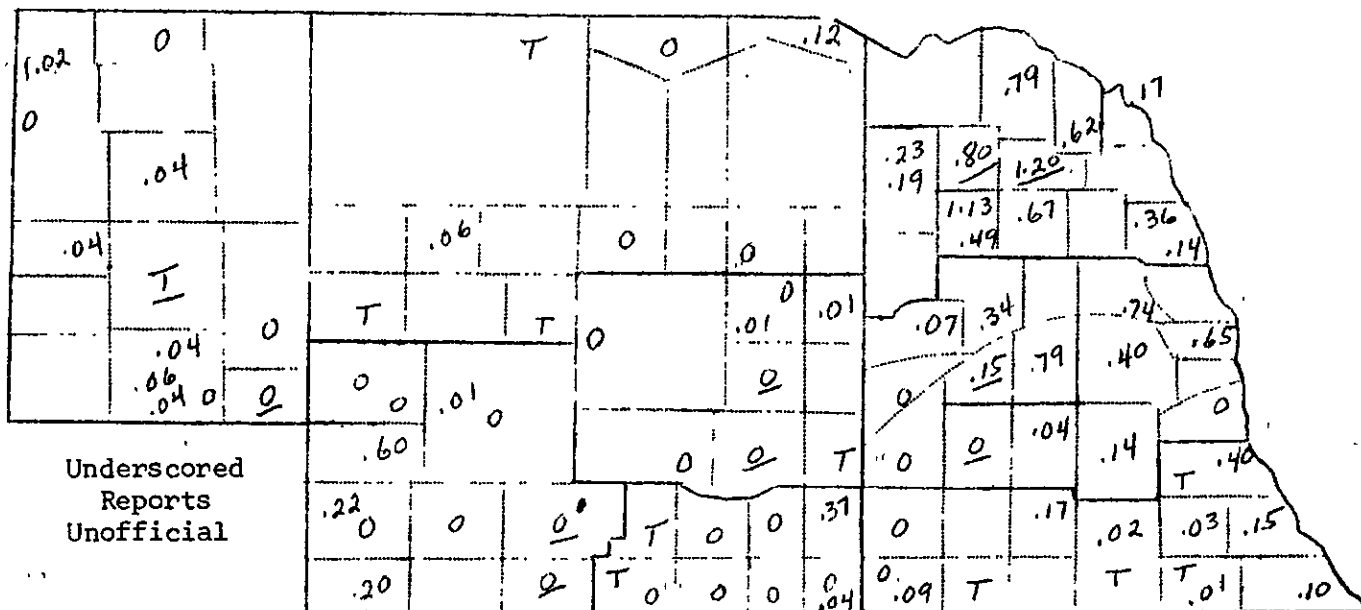 0 T 0 .12
1.02 .79 .17
0 .62
.04 .23 .80 1.20
.19
.06 1.13 .67 .36
.04 0 0 .49 .14
T
0 T T 0 .01 0 .01 .07 .34 .74
.04 .65
.06 0 0 .15 .79 .40
.04 0 0 0 .01 0 0 0
.60 0 0 T 0 0 .04 .14 .40
T
Underscored
Reports
Unofficial
.22 0 0 0 T 0 0 .37 0 .17 .02 .03 .15
.20 0 T 0 0 0 0 0 .09 T T T .10
.04 .01